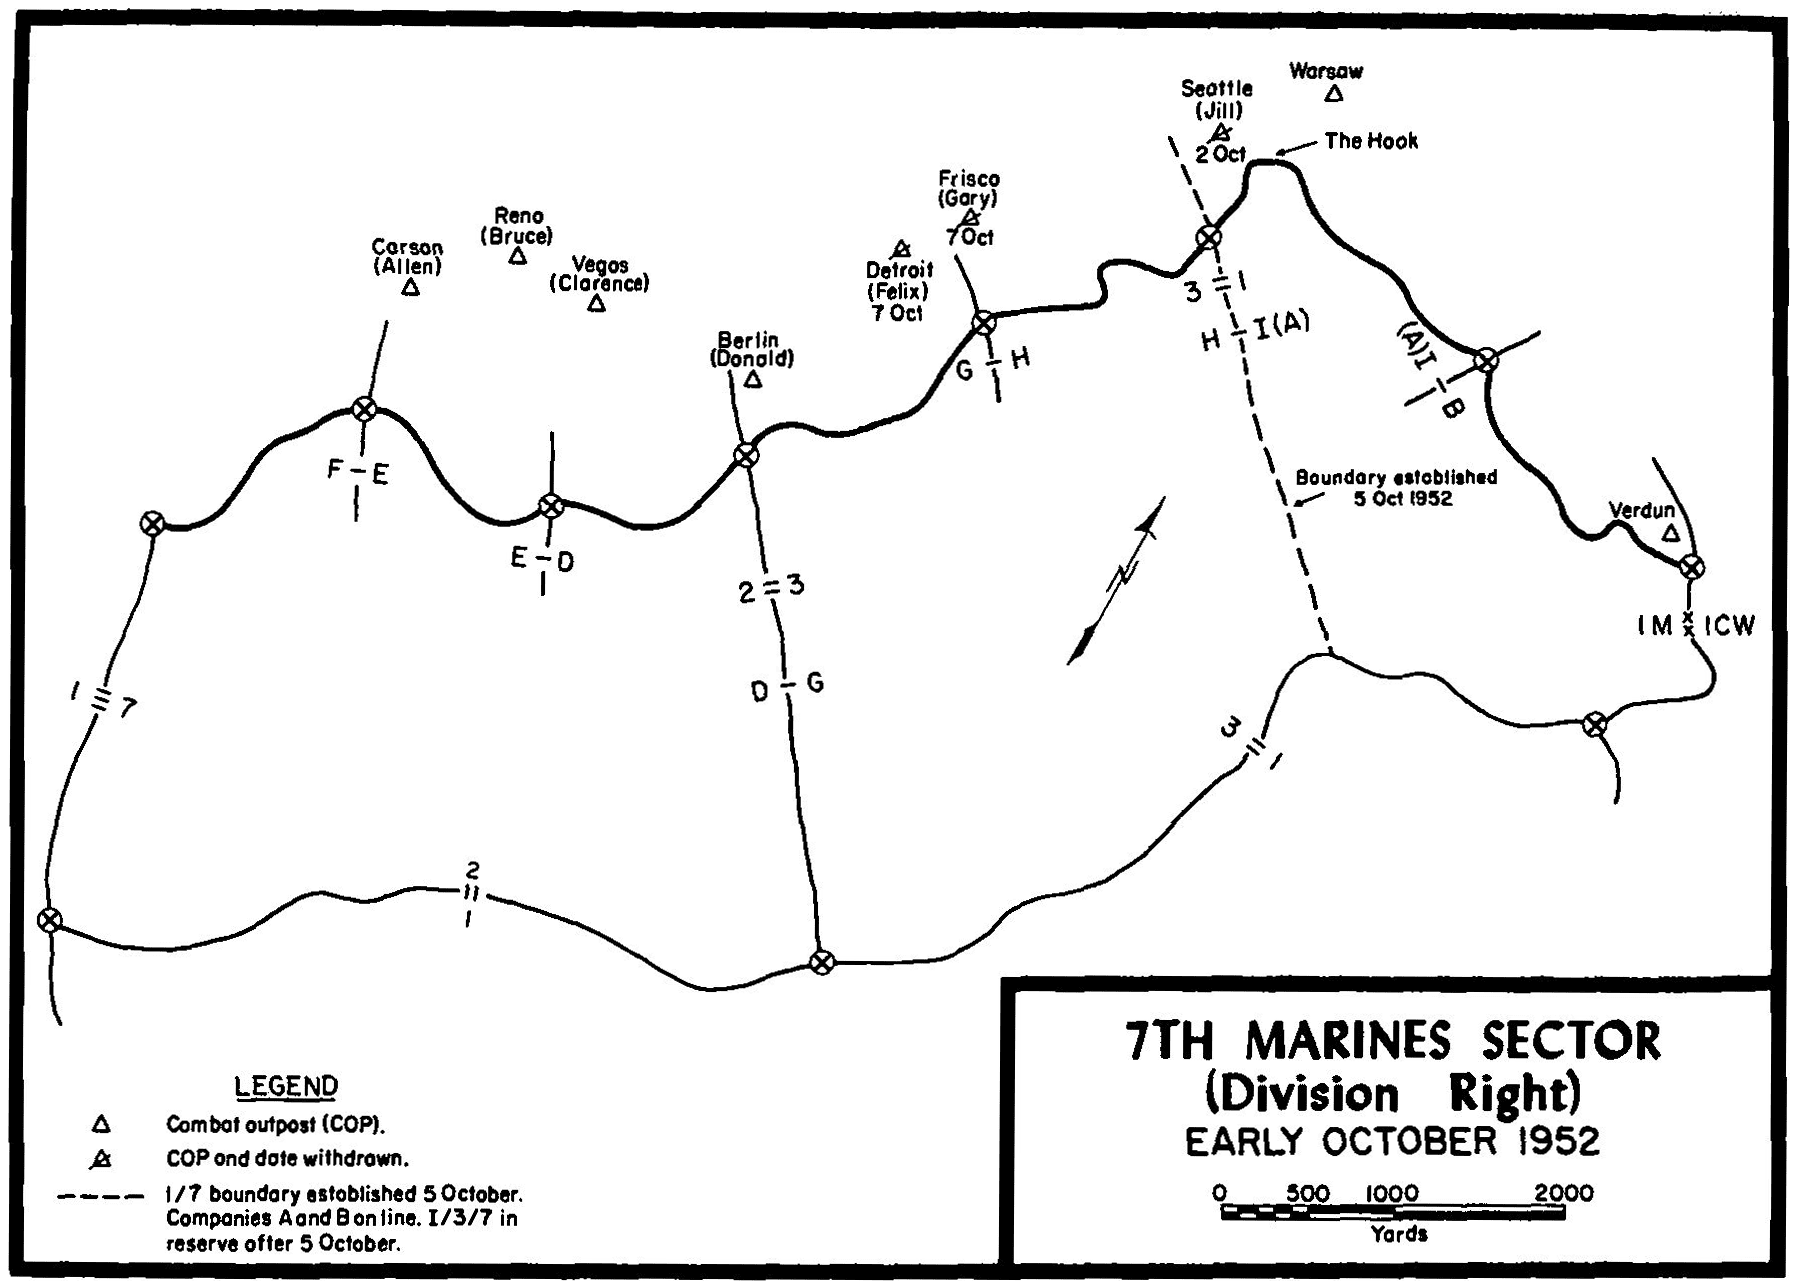 Warsaw
Seattle
(Jill)
2 Oct
The Hook
Frisco
(Gary)
7 Oct
Reno
(Bruce)
Carson
(Allen)
Vegas
(Clarence)
Detroit
(Felix)
7 Oct
3 1
H I(A)
Berlin
(Donald)
G H
(A)I
B
F E
Boundary established
5 Oct 1952
Verdun
E D
N
2 3
1M 1CW
D G
1 7
3
1
2
1
7TH MARINES SECTOR
(Division Right)
EARLY OCTOBER 1952
0 500 1000 2000
Yards
LEGEND
Combat outpost (COP).
COP and date withdrawn.
1/7 boundary established 5 October.
Companies A and B on line. I/3/7 in
reserve after 5 October.